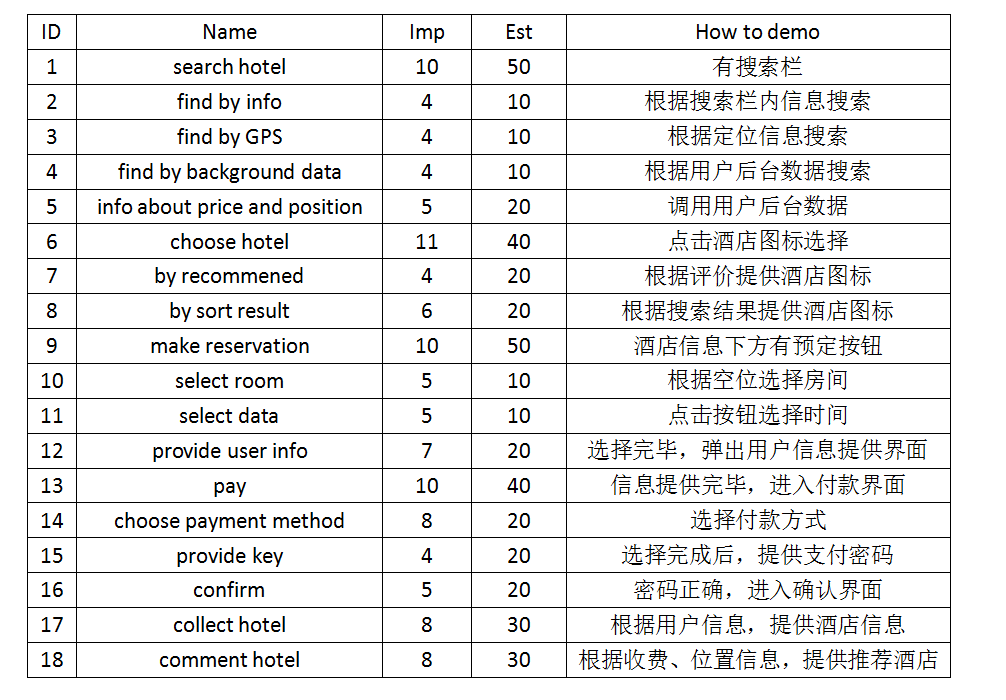 ID Name Imp Est How to demo
1 search hotel 10 50 有搜索栏
2 find by info 4 10 根据搜索栏内信息搜索
3 find by GPS 4 10 根据定位信息搜索
4 find by background data 4 10 根据用户后台数据搜索
5 info about price and position 5 20 调用用户后台数据
6 choose hotel 11 40 点击酒店图标选择
7 by recommened 4 20 根据评价提供酒店图标
8 by sort result 6 20 根据搜索结果提供酒店图标
9 make reservation 10 50 酒店信息下方有预定按钮
10 select room 5 10 根据空位选择房间
11 select data 5 10 点击按钮选择时间
12 provide user info 7 20 选择完毕，弹出用户信息提供界面
13 pay 10 40 信息提供完毕，进入付款界面
14 choose payment method 8 20 选择付款方式
15 provide key 4 20 选择完成后，提供支付密码
16 confirm 5 20 密码正确，进入确认界面
17 collect hotel 8 30 根据用户信息，提供酒店信息
18 comment hotel 8 30 根据收费、位置信息，提供推荐酒店